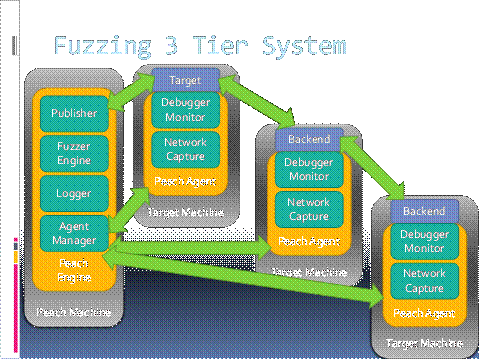 Fuzzing 3 Tier System
Publisher
Fuzzer
Engine
Logger
Agent
Manager
Peach
Engine
Peach Machine
Target
Debugger
Monitor
Network
Capture
Peach Agent
Target Machine
Backend
Debugger
Monitor
Network
Capture
Peach Agent
Target Machine
Backend
Debugger
Monitor
Network
Capture
Peach Agent
Target Machine